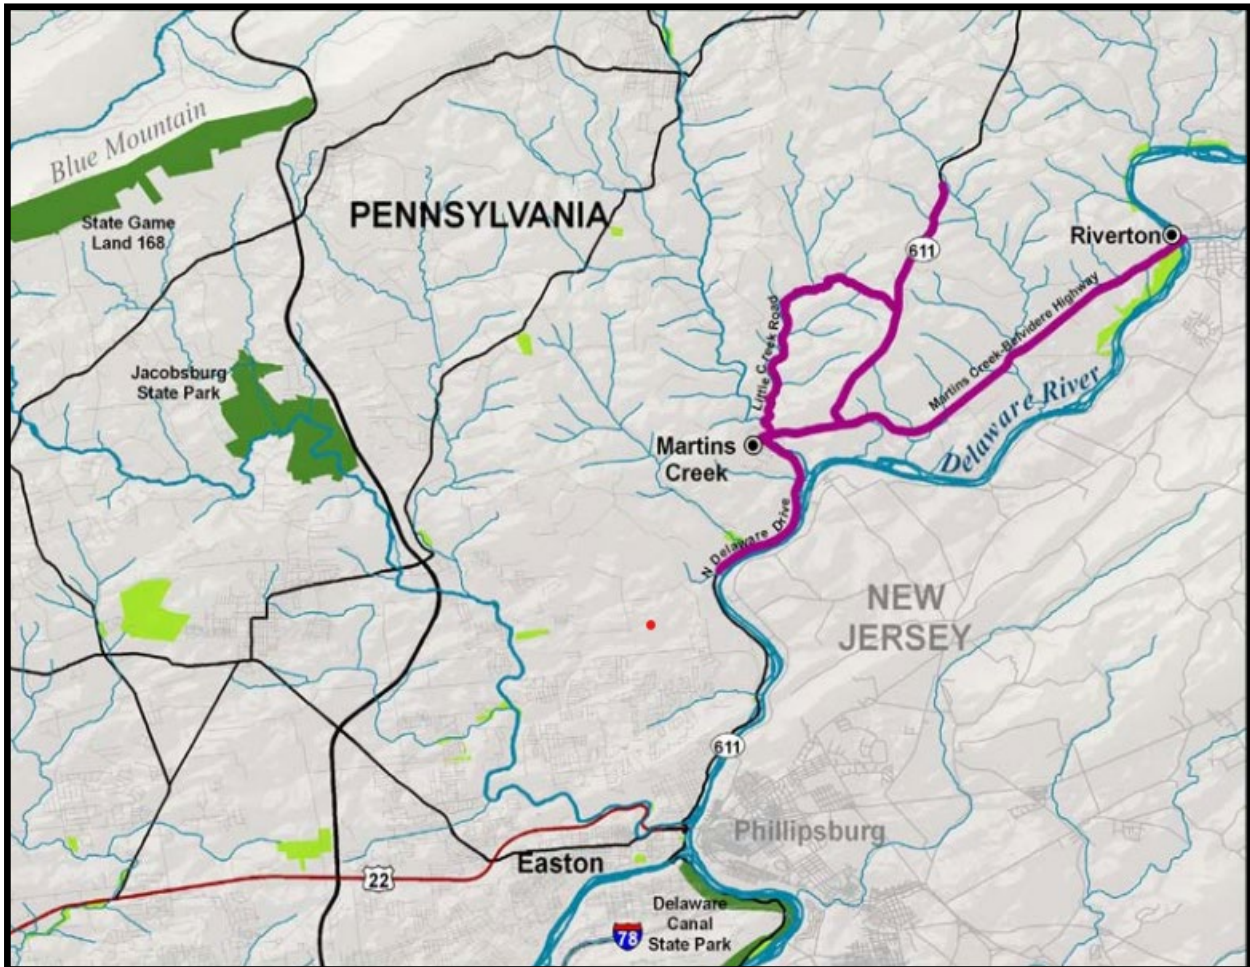 Blue Mountain
State Game
Land 168
PENNSYLVANIA
611
Riverton
Little Creek Road
Martins Creek-Belvidere Highway
Jacobsburg
State Park
Delaware River
Martins
Creek
N Delaware Drive
NEW
JERSEY
611
Phillipsburg
Easton
22
Delaware
Canal
State Park
78